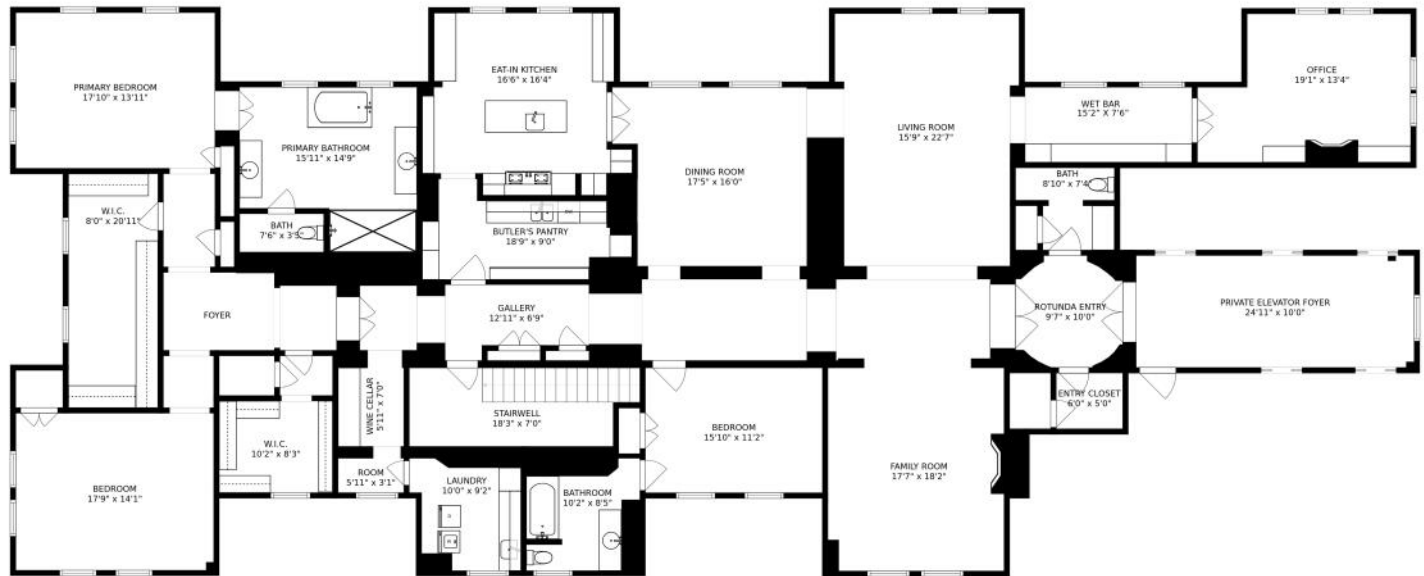 PRIMARY BEDROOM
17'10" x 13'11"
EAT-IN KITCHEN
16'6" x 16'4"
OFFICE
19'1" x 13'4"
WET BAR
15'2" x 7'6"
LIVING ROOM
15'9" x 22'7"
PRIMARY BATHROOM
15'11" x 14'9"
DINING ROOM
17'5" x 16'0"
BATH
8'10" x 7'4"
W.I.C.
8'0" x 20'11"
BATH
7'6" x 3'5"
BUTLER'S PANTRY
18'9" x 9'0"
FOYER
GALLERY
12'11" x 6'9"
ROTUNDA ENTRY
9'7" x 10'0"
PRIVATE ELEVATOR FOYER
24'11" x 10'0"
WINE CELLAR
5'11" x 7'0"
STAIRWELL
18'3" x 7'0"
ENTRY CLOSET
6'0" x 5'0"
BEDROOM
15'10" x 11'2"
W.I.C.
10'2" x 8'3"
FAMILY ROOM
17'7" x 18'2"
ROOM
5'11" x 3'1"
LAUNDRY
10'0" x 9'2"
BATHROOM
10'2" x 8'5"
BEDROOM
17'9" x 14'1"